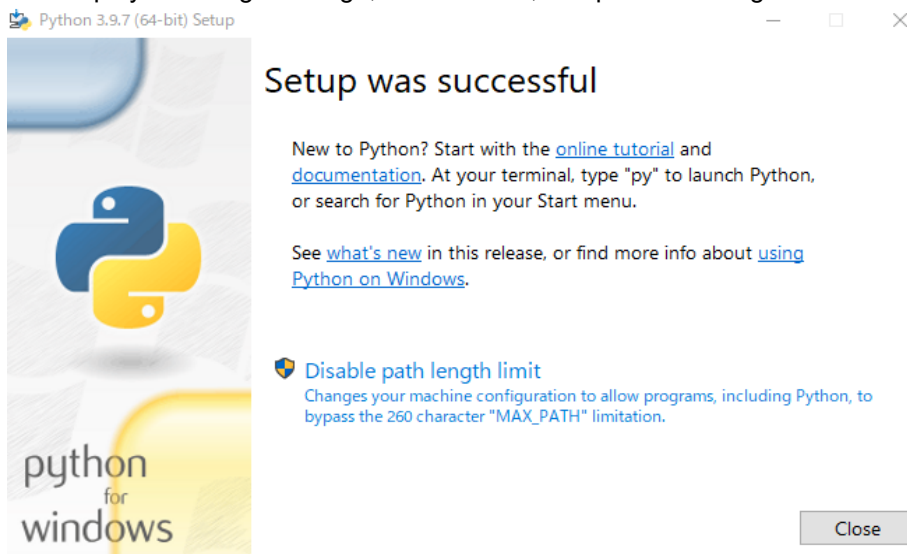 Python 3.9.7 (64-bit) Setup
Setup was successful
New to Python? Start with the online tutorial and
documentation. At your terminal, type "py" to launch Python,
or search for Python in your Start menu.
See what's new in this release, or find more info about using
Python on Windows.
Disable path length limit
Changes your machine configuration to allow programs, including Python, to
bypass the 260 character "MAX_PATH" limitation.
python
for
windows
Close